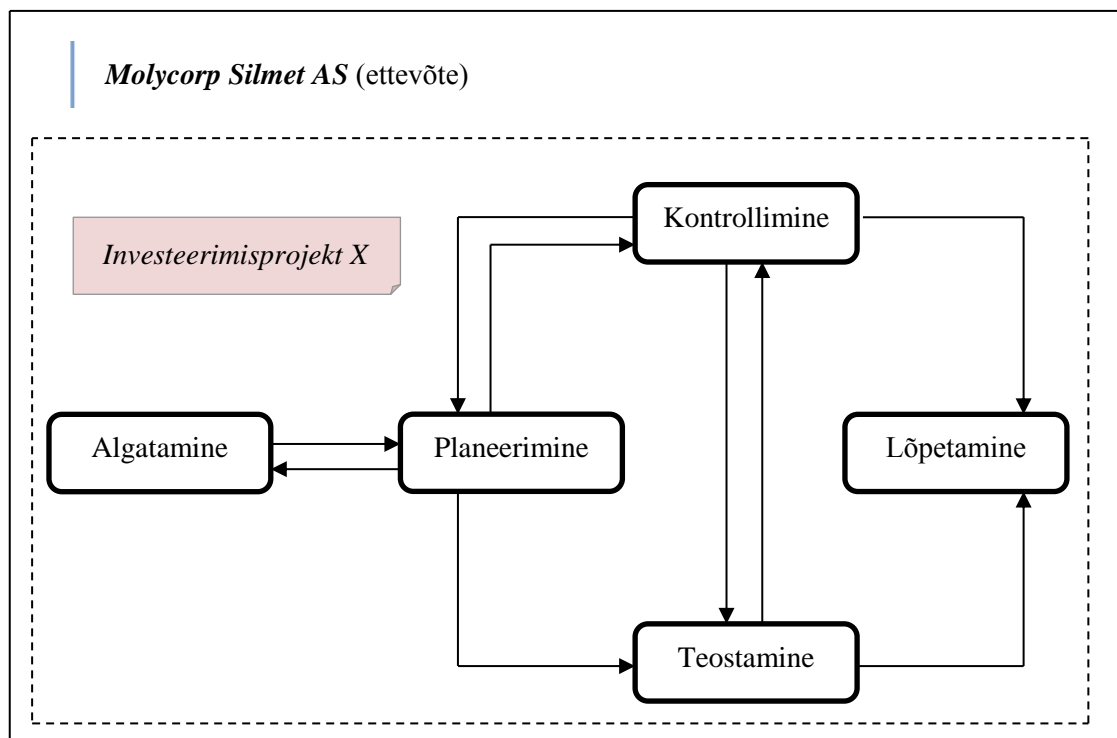 Molycorp Silmet AS (ettevõte)
Kontrollimine
Investeerimisprojekt X
Algatamine
Planeerimine
Lõpetamine
Teostamine